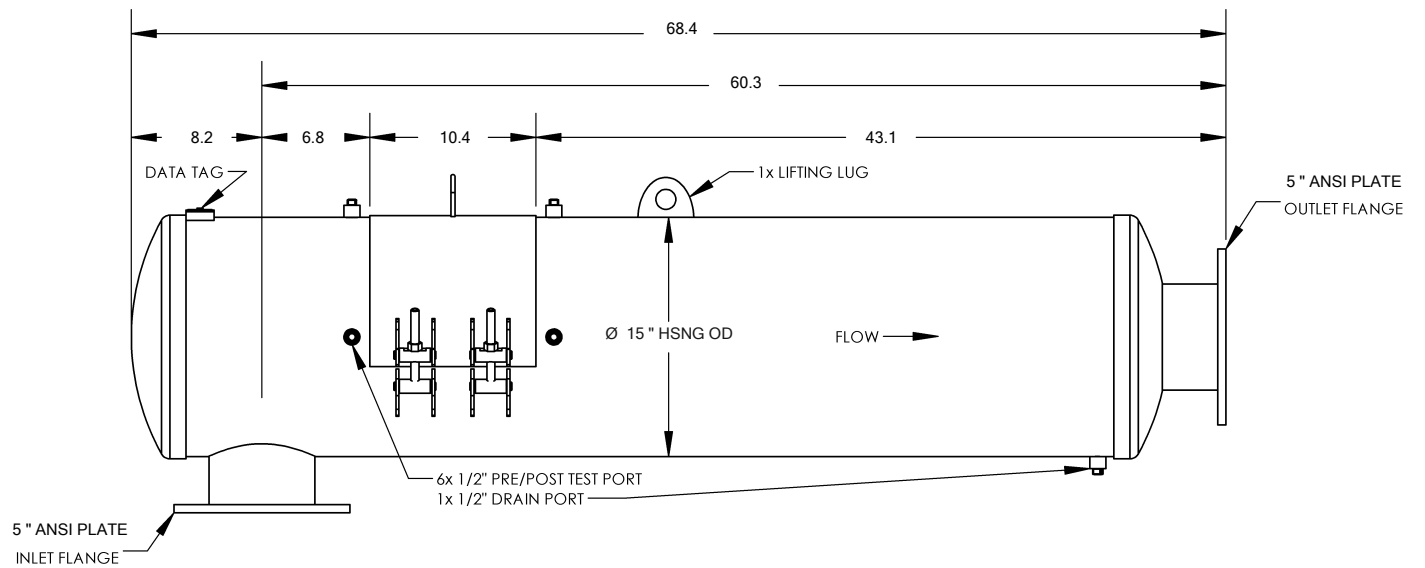 68.4
60.3
8.2
6.8
10.4
43.1
DATA TAG
1x LIFTING LUG
5 " ANSI PLATE
OUTLET FLANGE
Ø 15 " HSNG OD
FLOW
6x 1/2" PRE/POST TEST PORT
1x 1/2" DRAIN PORT
5 " ANSI PLATE
INLET FLANGE